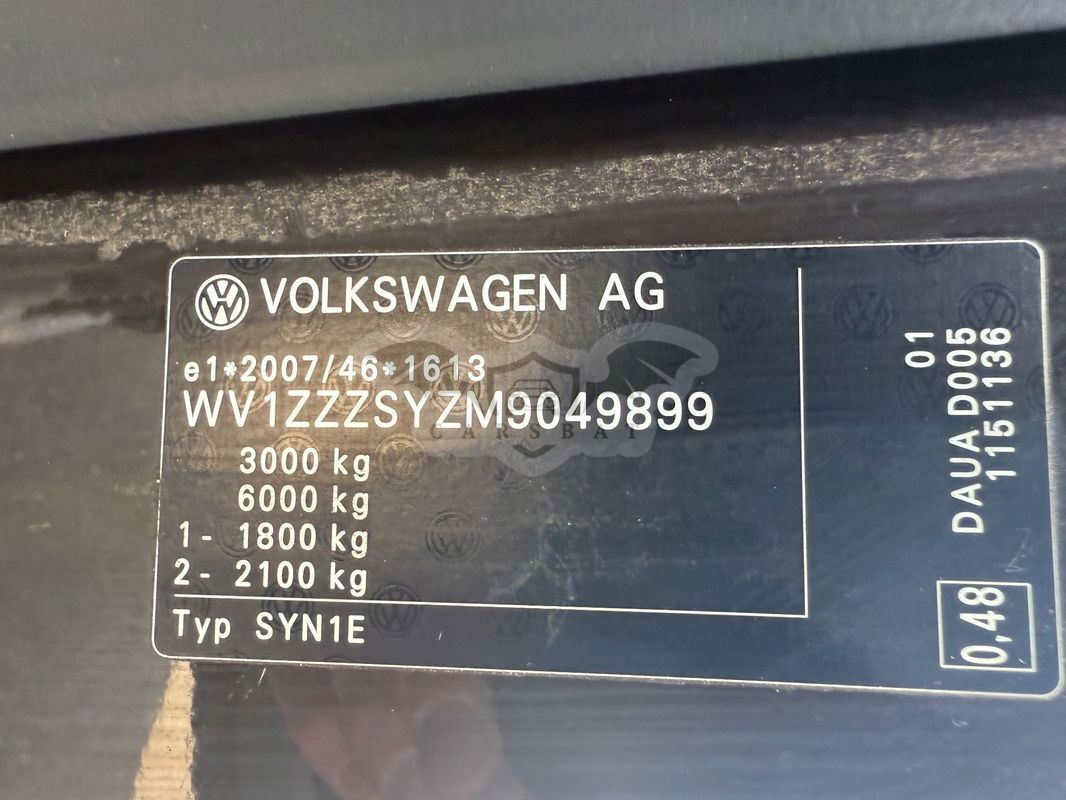 VOLKSWAGEN AG
e1*2007/46*1613
WV1ZZZSYZM9049899
3000 kg
6000 kg
1- 1800 kg
2- 2100 kg
Typ SYN1E
01
DAUA D005
1151136
0,48
CARSBAT